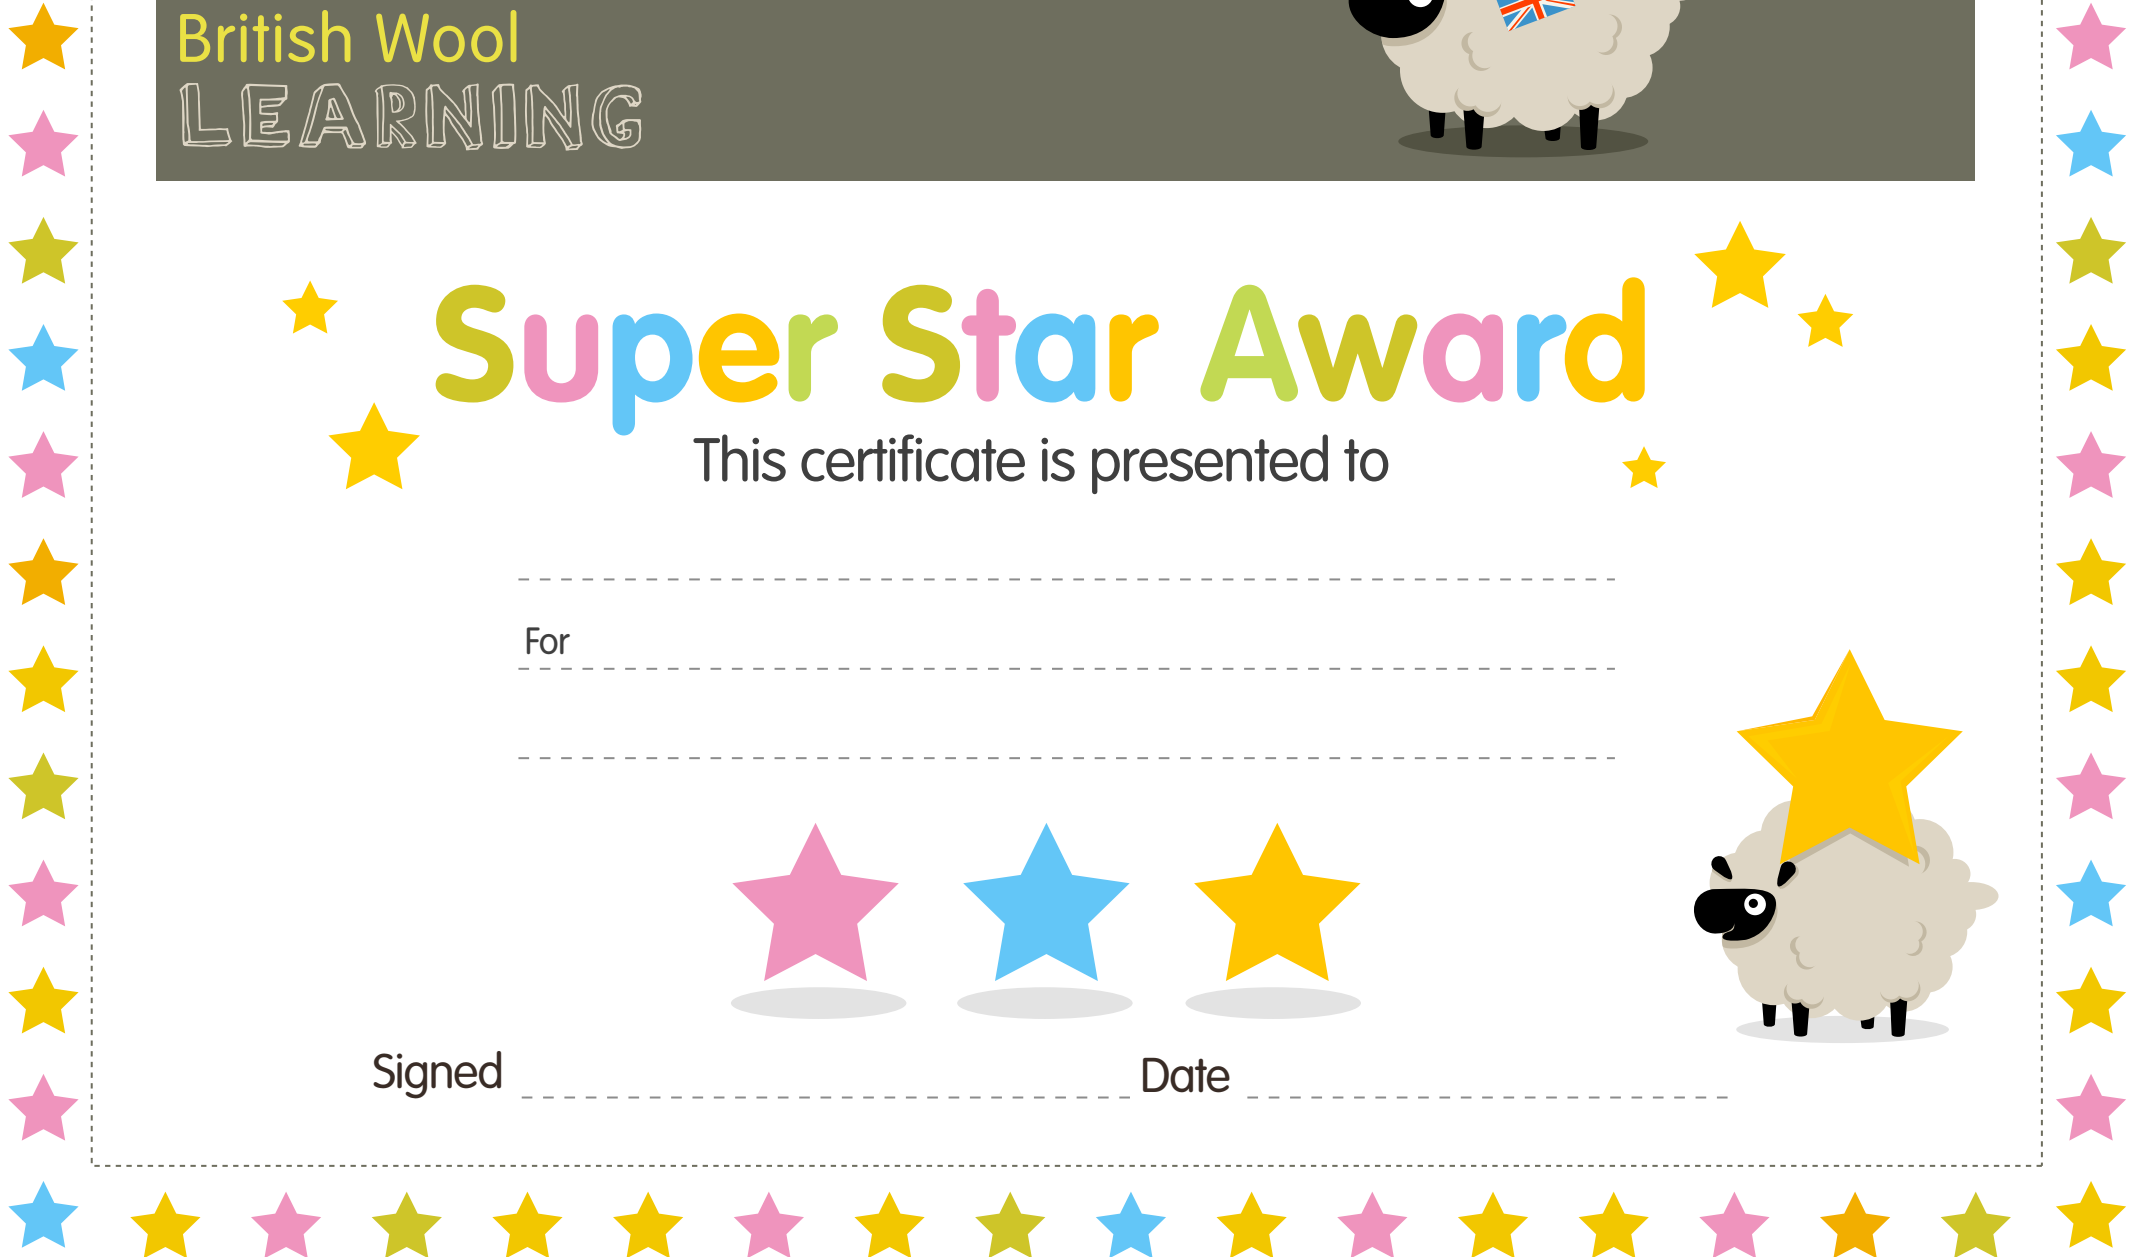 British Wool
LEARNING
Super Star Award
This certificate is presented to
For
Signed
Date